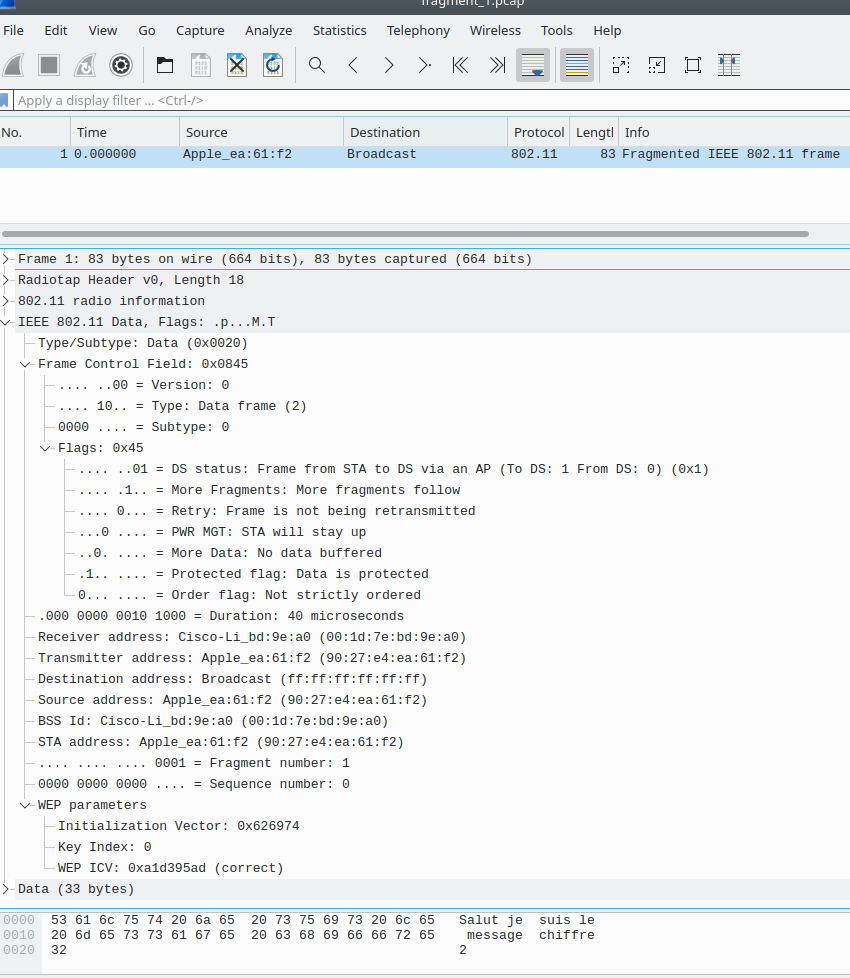 fragment_1.pcap
File Edit View Go Capture Analyze Statistics Telephony Wireless Tools Help
Apply a display filter ... <Ctrl-/>
No. Time Source Destination Protocol Lengtl Info
1 0.000000 Apple_ea:61:f2 Broadcast 802.11 83 Fragmented IEEE 802.11 frame
Frame 1: 83 bytes on wire (664 bits), 83 bytes captured (664 bits)
Radiotap Header v0, Length 18
802.11 radio information
IEEE 802.11 Data, Flags: .p...M.T
Type/Subtype: Data (0x0020)
Frame Control Field: 0x0845
.... ..00 = Version: 0
.... 10.. = Type: Data frame (2)
0000 .... = Subtype: 0
Flags: 0x45
.... ..01 = DS status: Frame from STA to DS via an AP (To DS: 1 From DS: 0) (0x1)
.... .1.. = More Fragments: More fragments follow
.... 0... = Retry: Frame is not being retransmitted
...0 .... = PWR MGT: STA will stay up
..0. .... = More Data: No data buffered
.1.. .... = Protected flag: Data is protected
0... .... = Order flag: Not strictly ordered
.000 0000 0010 1000 = Duration: 40 microseconds
Receiver address: Cisco-Li_bd:9e:a0 (00:1d:7e:bd:9e:a0)
Transmitter address: Apple_ea:61:f2 (90:27:e4:ea:61:f2)
Destination address: Broadcast (ff:ff:ff:ff:ff:ff)
Source address: Apple_ea:61:f2 (90:27:e4:ea:61:f2)
BSS Id: Cisco-Li_bd:9e:a0 (00:1d:7e:bd:9e:a0)
STA address: Apple_ea:61:f2 (90:27:e4:ea:61:f2)
.... .... .... 0001 = Fragment number: 1
0000 0000 0000 .... = Sequence number: 0
WEP parameters
Initialization Vector: 0x626974
Key Index: 0
WEP ICV: 0xa1d395ad (correct)
Data (33 bytes)
0000 53 61 6c 75 74 20 6a 65 20 73 75 69 73 20 6c 65 Salut je suis le
0010 20 6d 65 73 73 61 67 65 20 63 68 69 66 66 72 65 message chiffre
0020 32 2